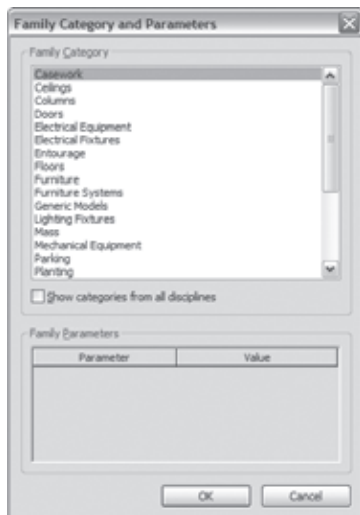 Family Category and Parameters
Family Category
Casework
Ceilings
Columns
Doors
Electrical Equipment
Electrical Fixtures
Entourage
Floors
Furniture
Furniture Systems
Generic Models
Lighting Fixtures
Mass
Mechanical Equipment
Parking
Planting
Show categories from all disciplines
Family Parameters
Parameter Value
OK Cancel